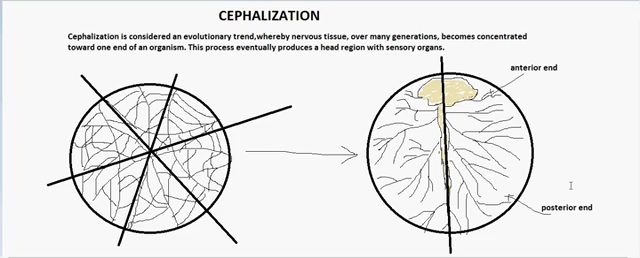 CEPHALIZATION
Cephalization is considered an evolutionary trend,whereby nervous tissue, over many generations, becomes concentrated
toward one end of an organism. This process eventually produces a head region with sensory organs.
anterior end
posterior end